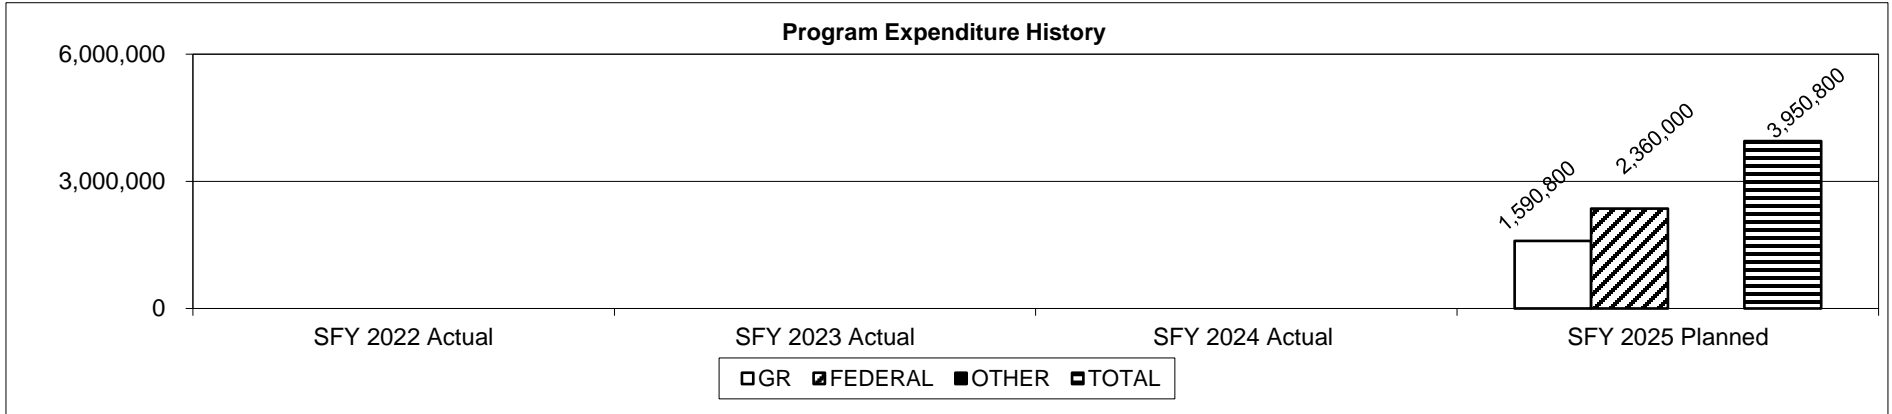 Program Expenditure History
6,000,000
3,000,000
0
1,590,800
2,360,000
3,950,800
SFY 2022 Actual SFY 2023 Actual SFY 2024 Actual SFY 2025 Planned
GR FEDERAL OTHER TOTAL